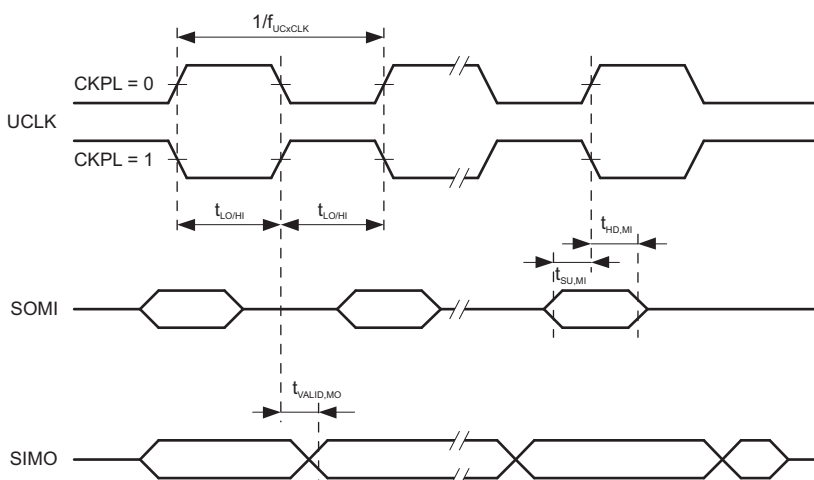 1/fUCxCLK
CKPL = 0
UCLK
CKPL = 1
tLO/HI tLO/HI
tHD,MI
tSU,MI
SOMI
tVALID,MO
SIMO